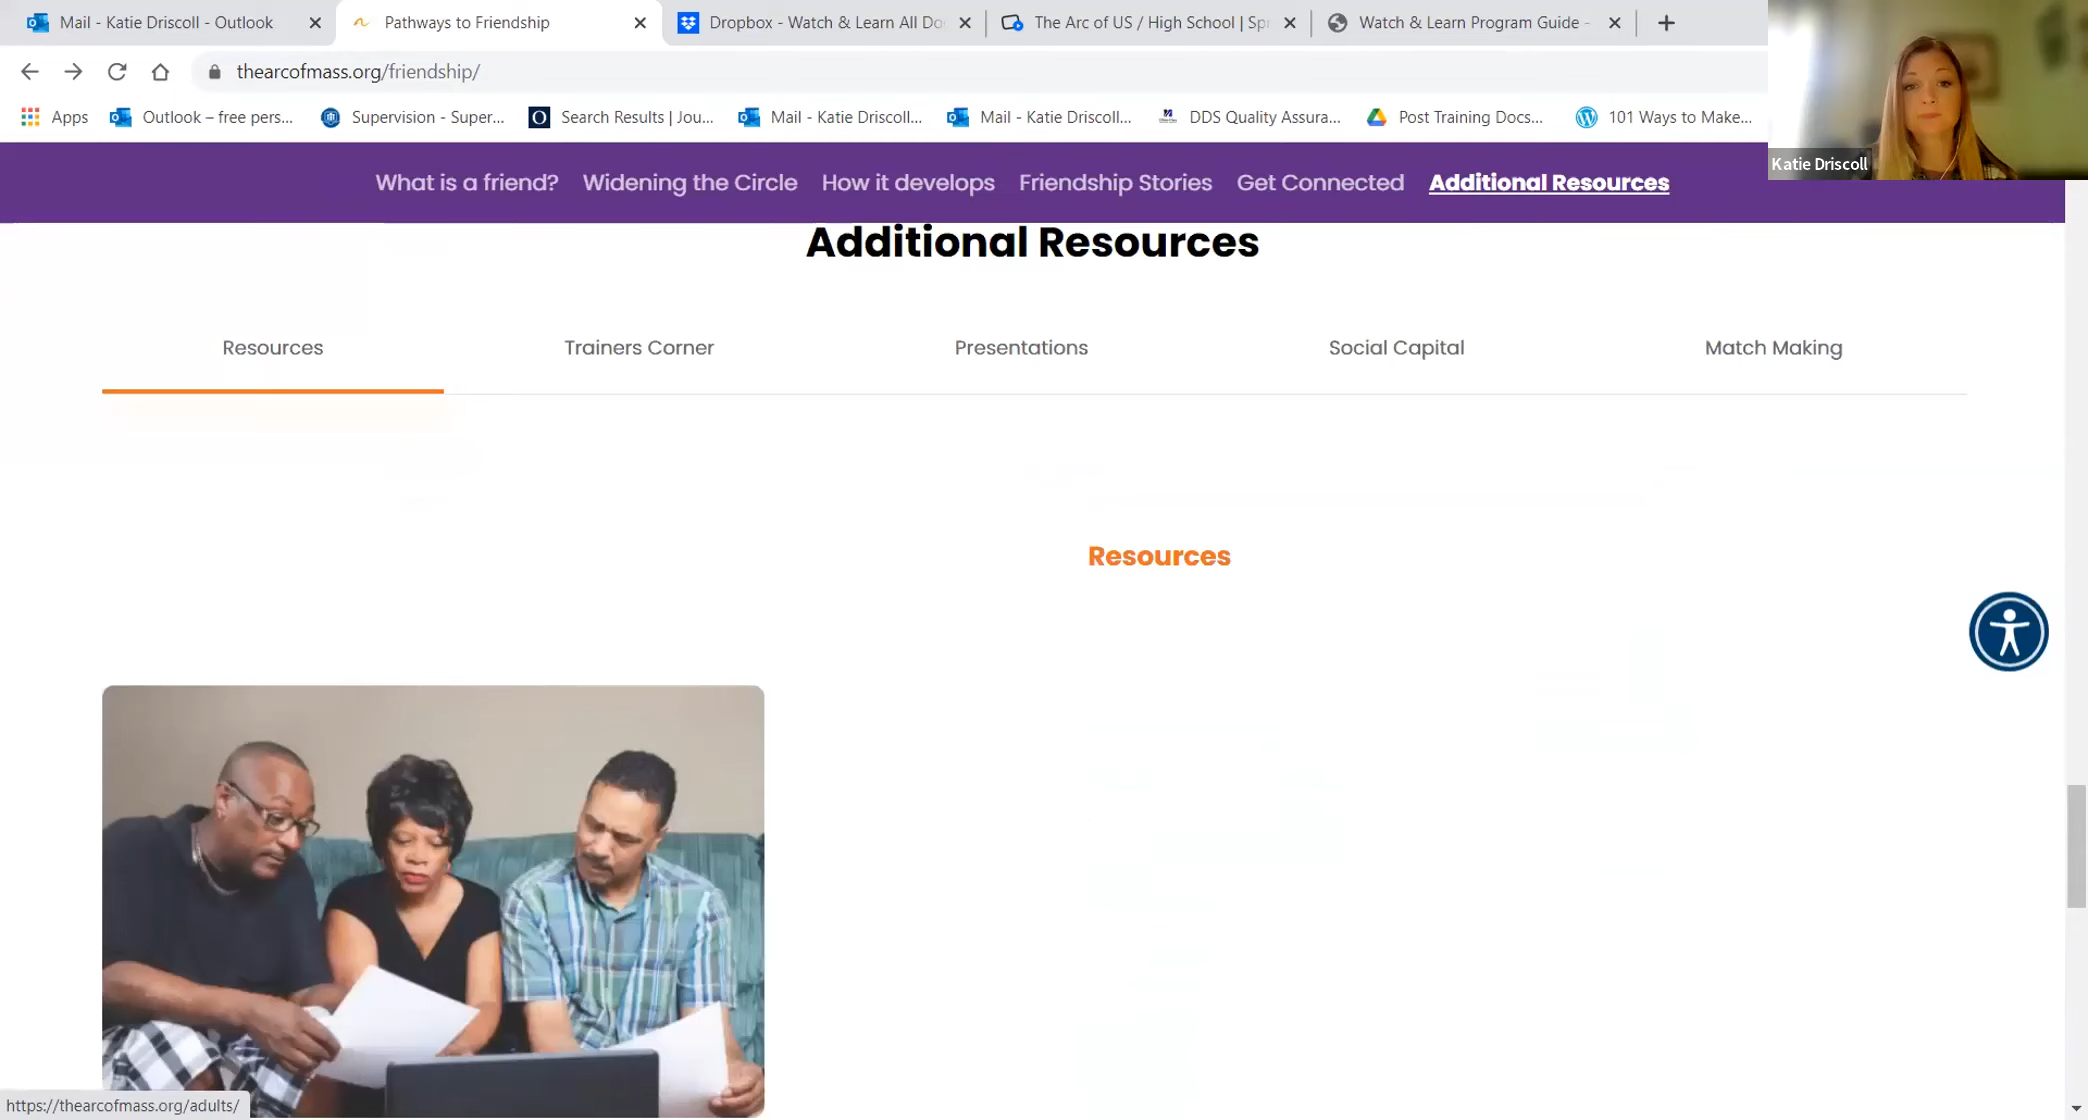 Mail - Katie Driscoll - Outlook
Pathways to Friendship
Dropbox - Watch & Learn All Do
The Arc of US / High School | Sp
Watch & Learn Program Guide -
thearcofmass.org/friendship/
Apps
Outlook – free pers...
Supervision - Super...
Search Results | Jou...
Mail - Katie Driscoll...
Mail - Katie Driscoll...
DDS Quality Assura...
Post Training Docs...
101 Ways to Make...
Katie Driscoll
What is a friend? Widening the Circle How it develops Friendship Stories Get Connected Additional Resources
Additional Resources
Resources Trainers Corner Presentations Social Capital Match Making
Resources
https://thearcofmass.org/adults/